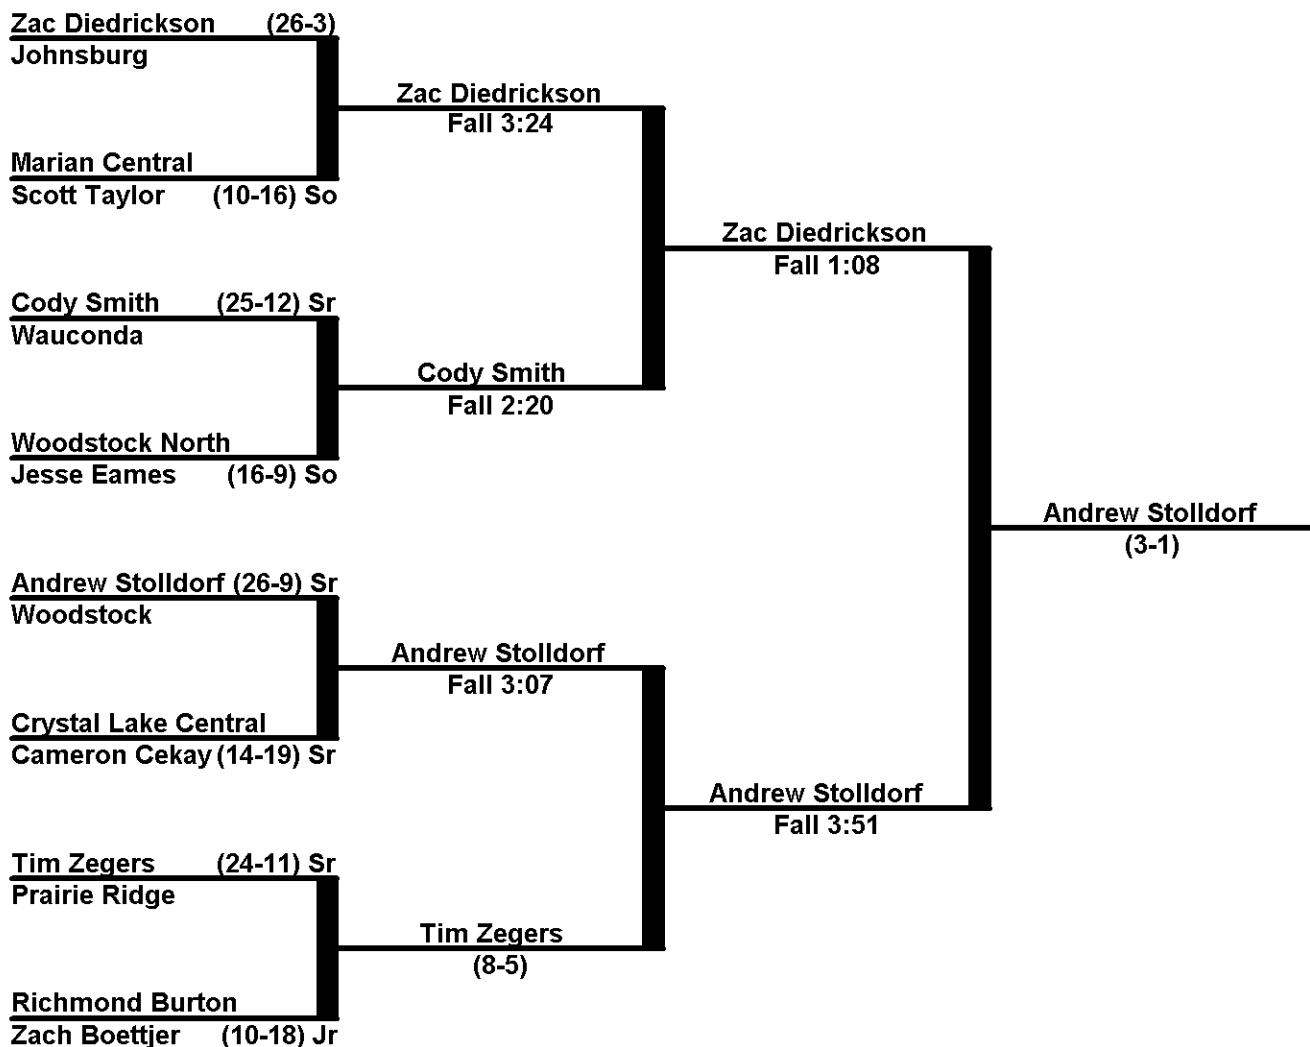 Zac Diedrickson (26-3)
Johnsburg
Marian Central
Scott Taylor (10-16) So
Cody Smith (25-12) Sr
Wauconda
Woodstock North
Jesse Eames (16-9) So
Andrew Stolldorf (26-9) Sr
Woodstock
Crystal Lake Central
Cameron Cekay (14-19) Sr
Tim Zegers (24-11) Sr
Prairie Ridge
Richmond Burton
Zach Boettjer (10-18) Jr
Zac Diedrickson
Fall 3:24
Cody Smith
Fall 2:20
Andrew Stolldorf
Fall 3:07
Tim Zegers
(8-5)
Zac Diedrickson
Fall 1:08
Andrew Stolldorf
Fall 3:51
Andrew Stolldorf
(3-1)